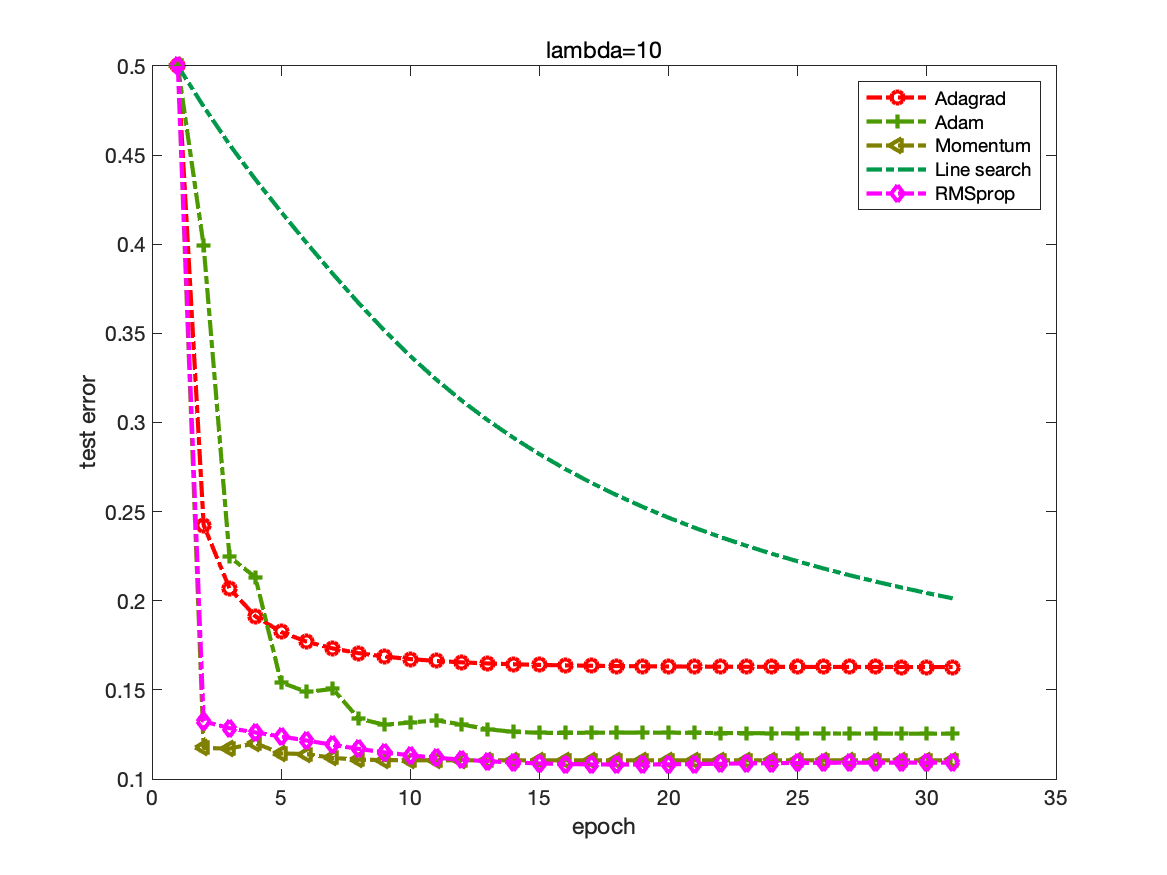 lambda=10
0.5
0.45
0.4
0.35
0.3
0.25
0.2
0.15
0.1
test error
Adagrad
Adam
Momentum
Line search
RMSprop
0 5 10 15 20 25 30 35
epoch